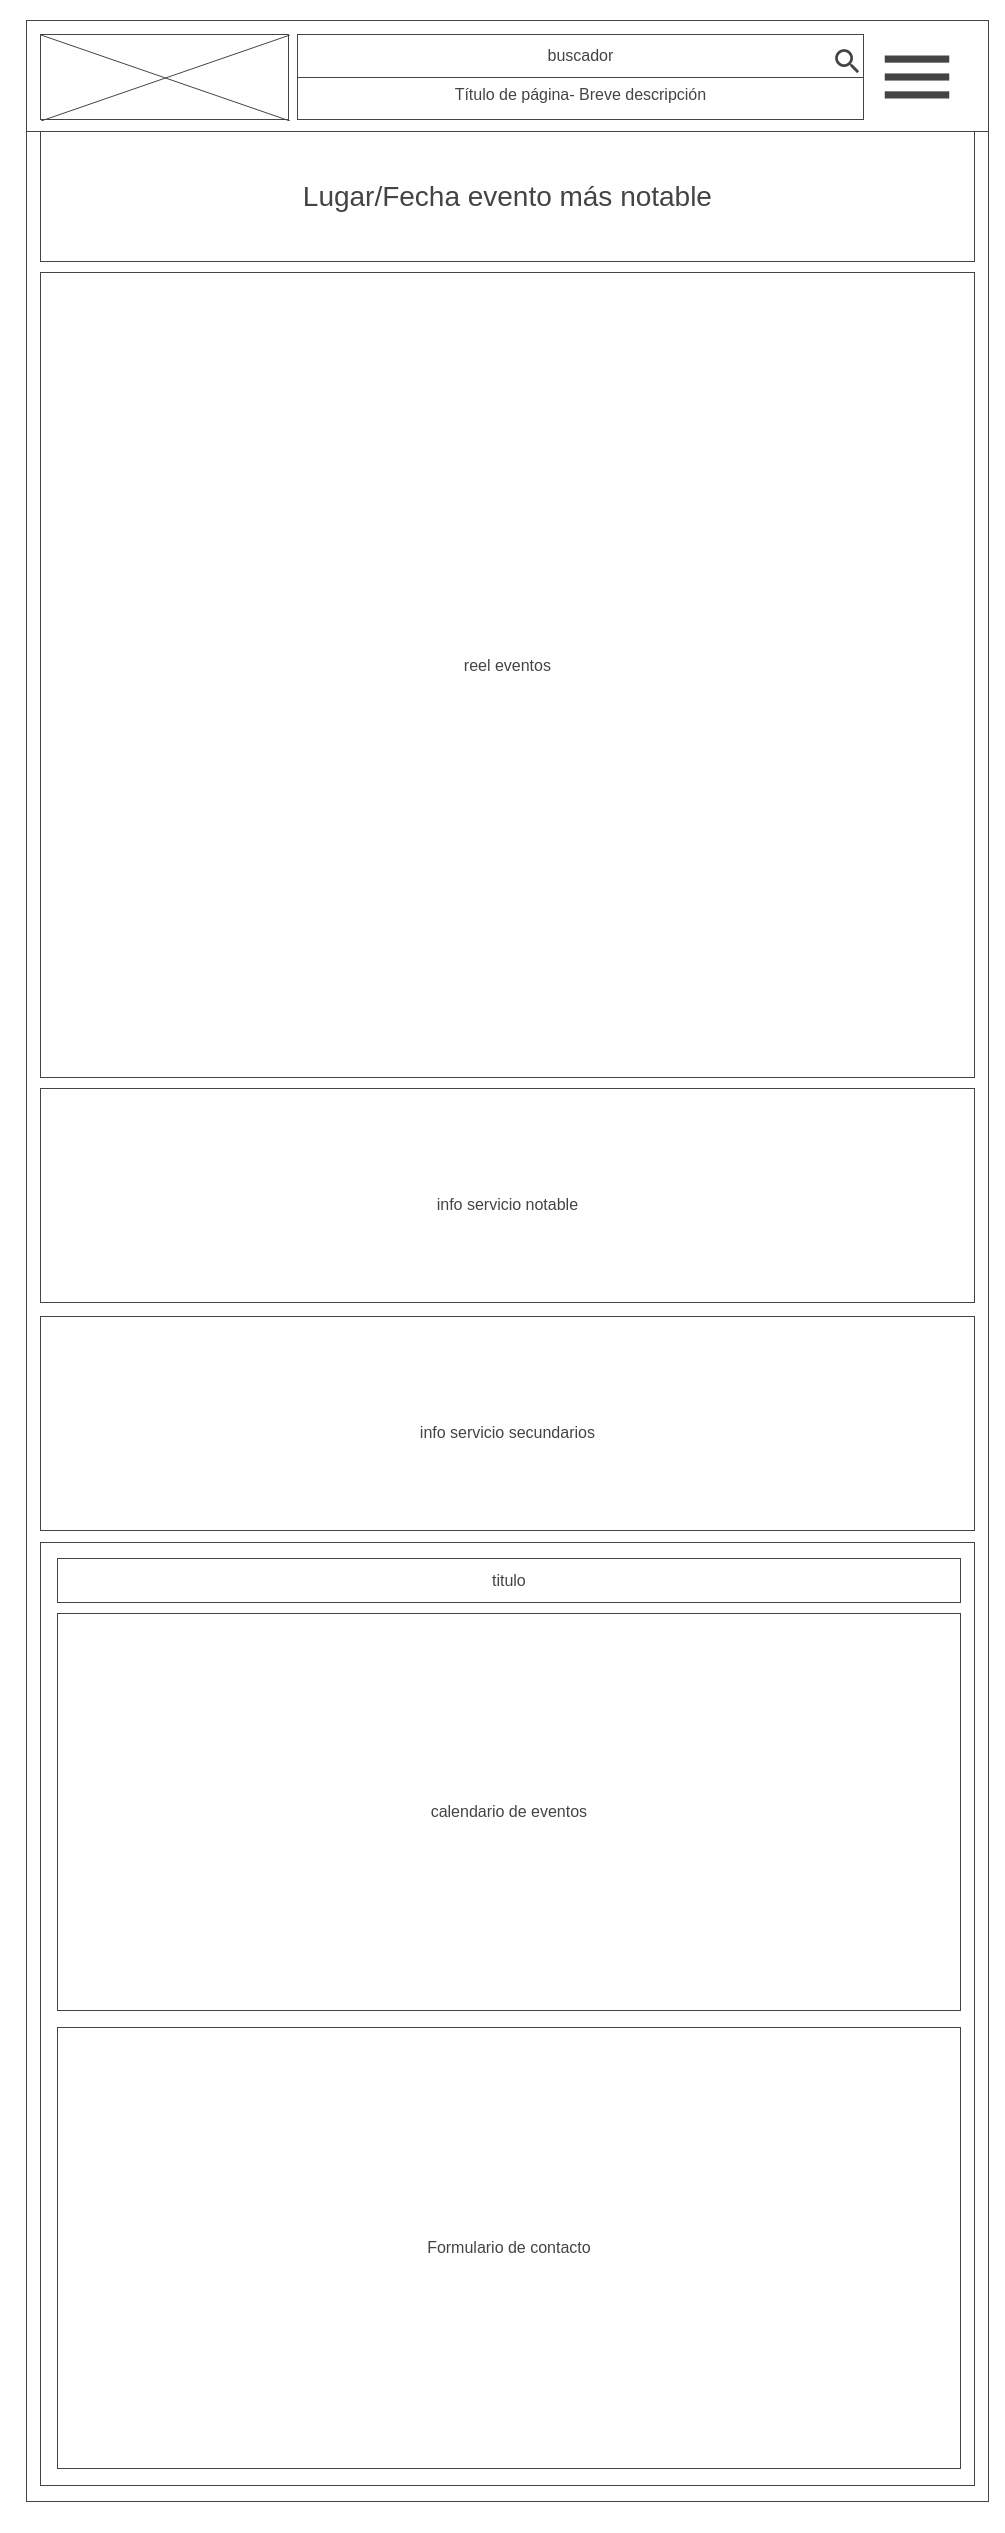 buscador
Título de página- Breve descripción
Lugar/Fecha evento más notable
reel eventos
info servicio notable
info servicio secundarios
titulo
calendario de eventos
Formulario de contacto